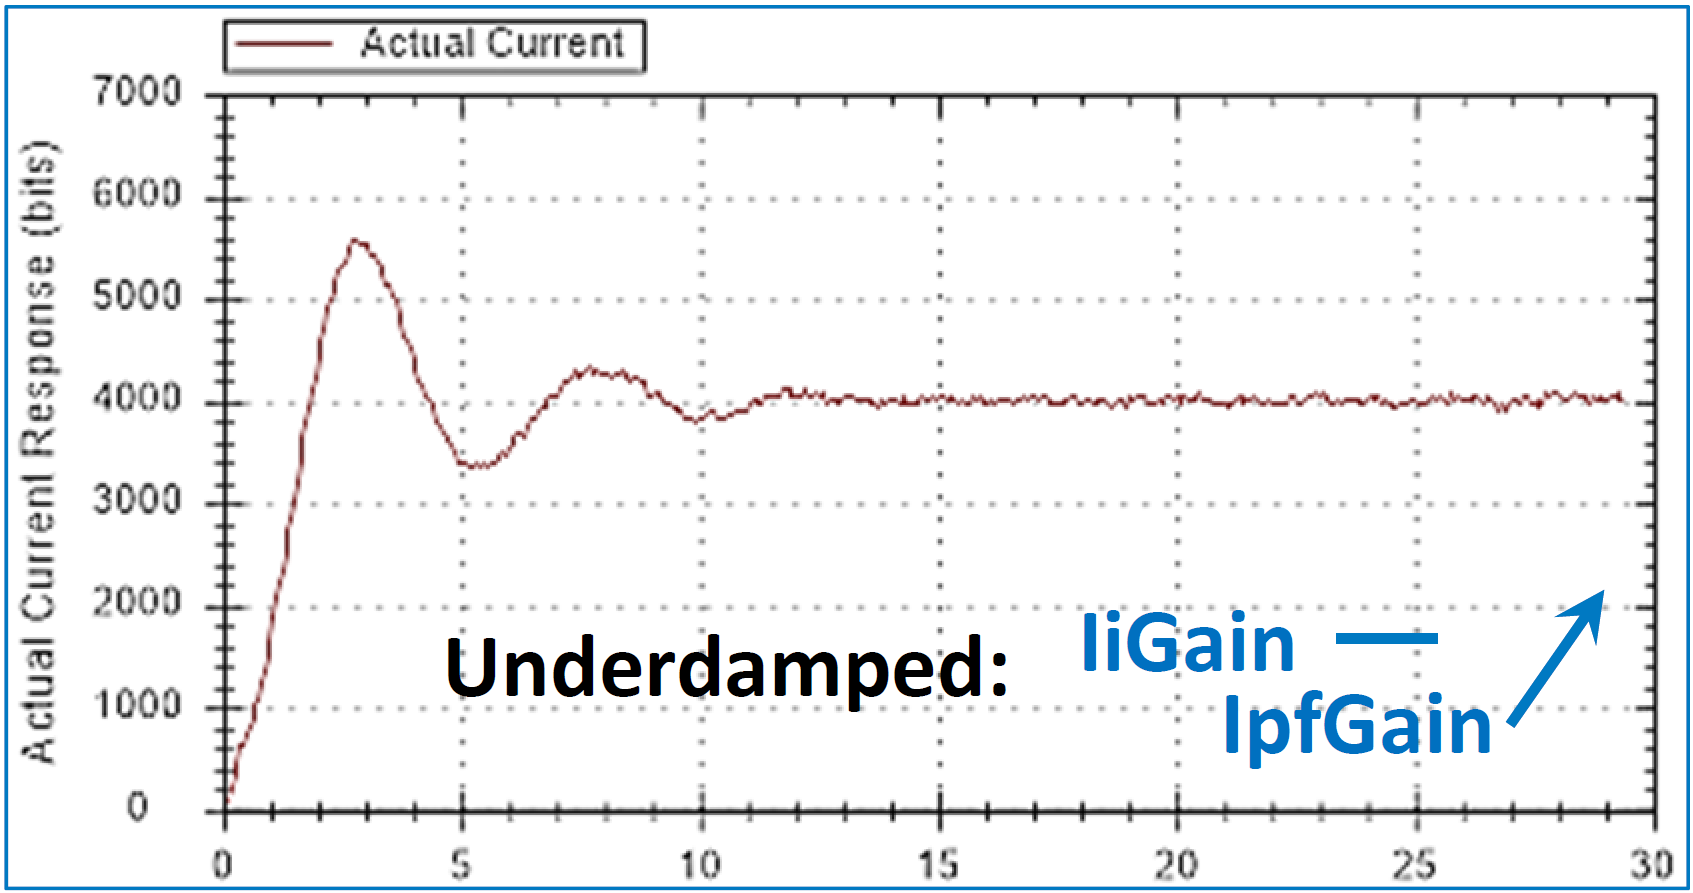 Actual Current
7000
6000
5000
4000
3000
2000
1000
0
Actual Current Response (bits)
Underdamped: IiGain
IpfGain
0 5 10 15 20 25 30